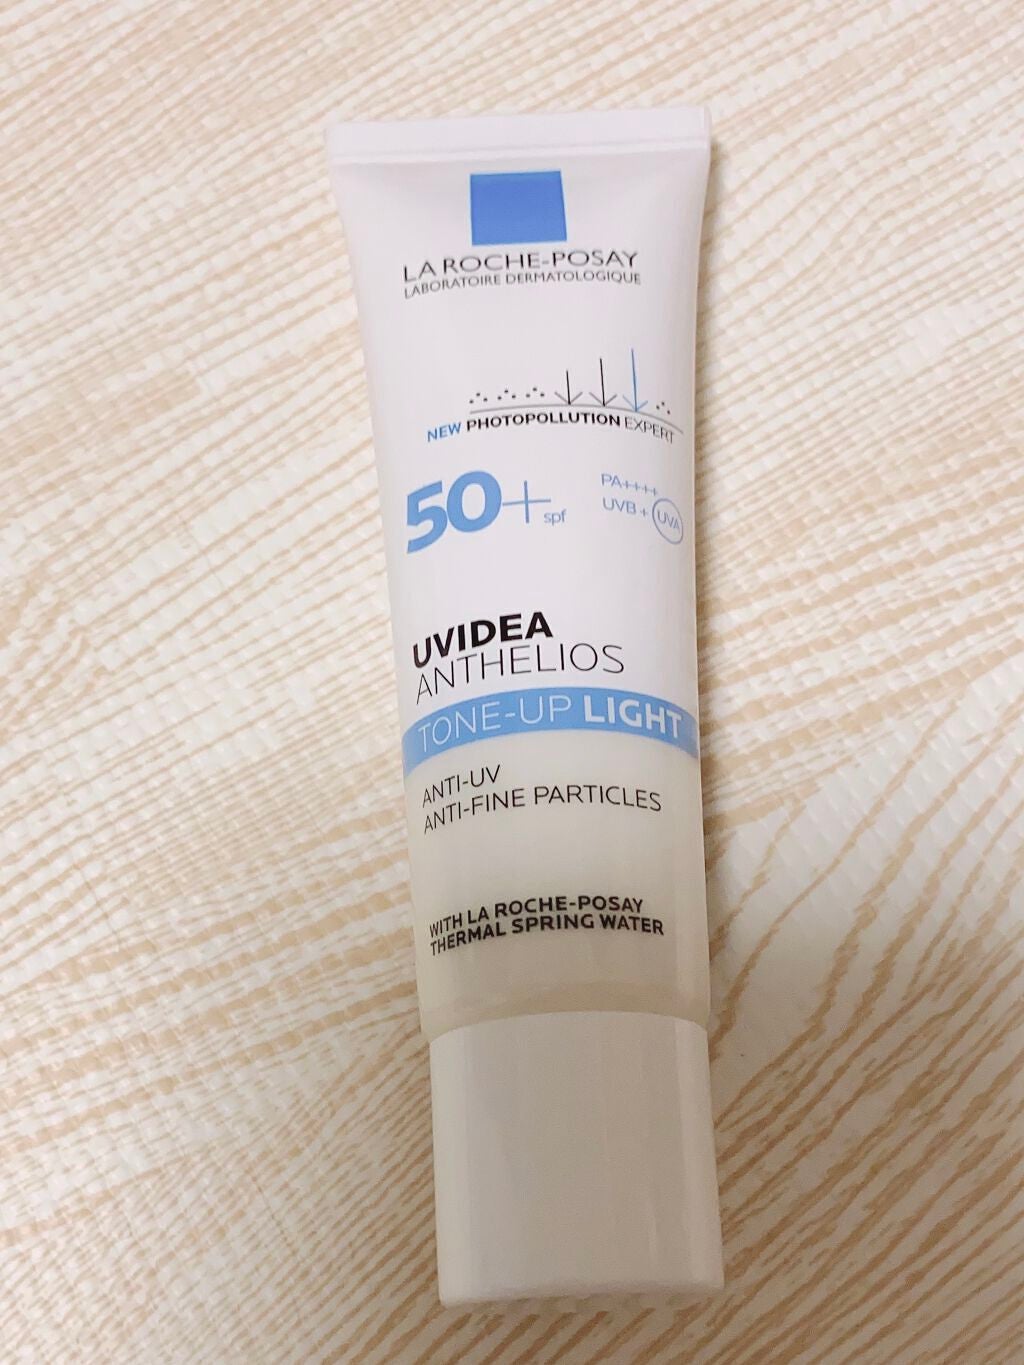 LA ROCHE-POSAY
LABORATOIRE DERMATOLOGIQUE
NEW PHOTOPOLLUTION EXPERT
50+ spf
PA++++
UVB + UVA
UVIDEA
ANTHELIOS
TONE-UP LIGHT
ANTI-UV
ANTI-FINE PARTICLES
WITH LA ROCHE-POSAY
THERMAL SPRING WATER